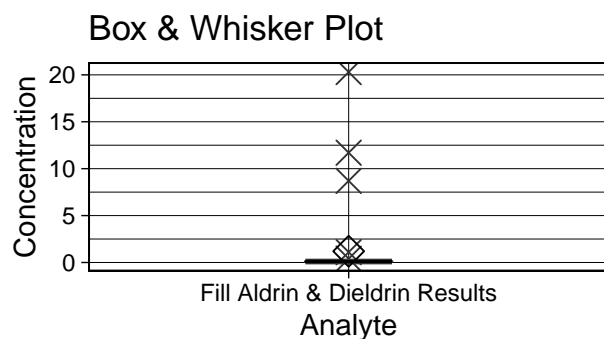 Box & Whisker Plot
Concentration
20
15
10
5
0
Fill Aldrin & Dieldrin Results
Analyte